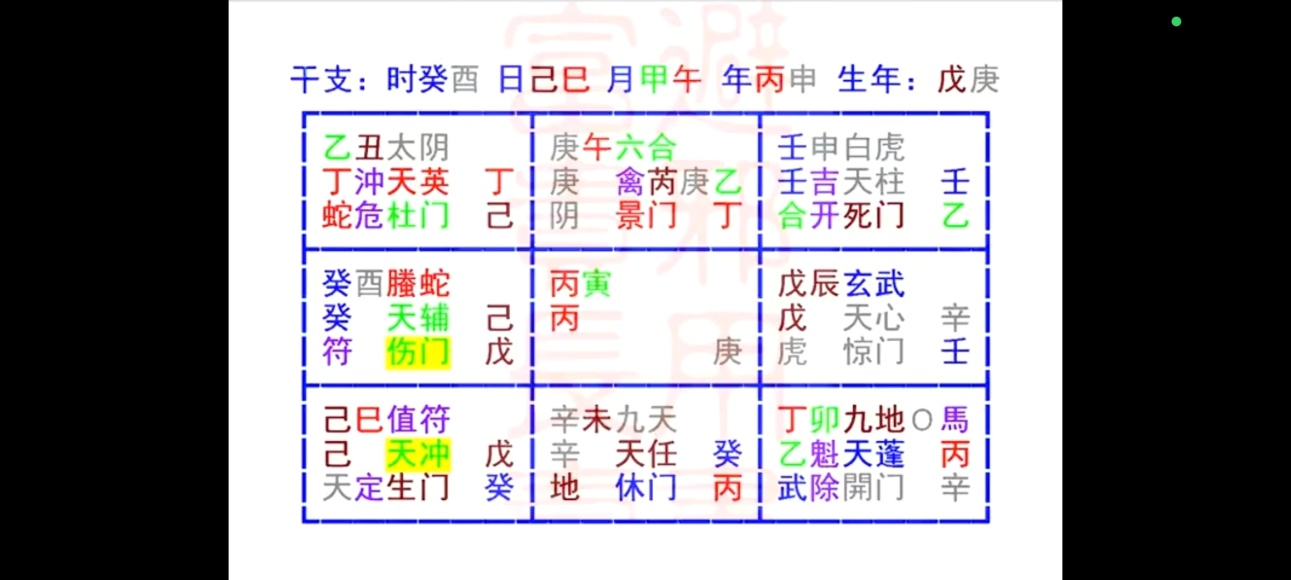 干支：时癸酉 日己巳 月甲午 年丙申 生年：戊庚
乙丑太阴
丁沖天英 丁
蛇危杜门 己
庚午六合
庚 禽芮庚乙
阴 景门 丁
壬申白虎
壬吉天柱 壬
合开死门 乙
癸酉螣蛇
癸 天辅 己
符 伤门 戊
丙寅
丙
庚
戊辰玄武
戊 天心 辛
虎 惊门 壬
己巳值符
己 天冲 戊
天定生门 癸
辛未九天
辛 天任 癸
地 休门 丙
丁卯九地○馬
乙魁天蓬 丙
武除開门 辛